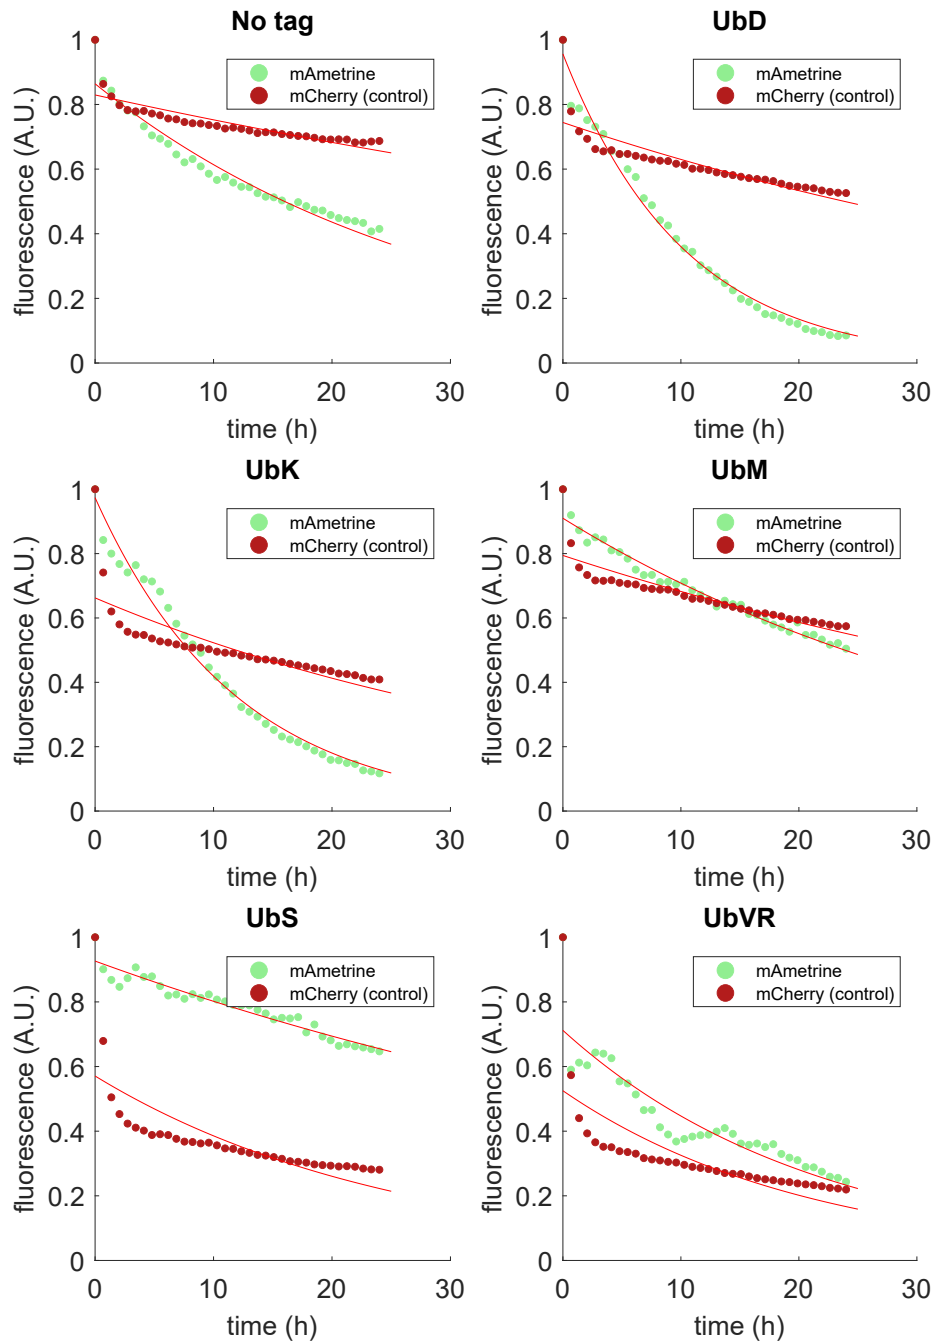 No tag
1
0.8
0.6
0.4
0.2
0
0 10 20 30
fluorescence (A.U.)
time (h)
mAmetrine
mCherry (control)
UbD
1
0.8
0.6
0.4
0.2
0
0 10 20 30
fluorescence (A.U.)
time (h)
mAmetrine
mCherry (control)
UbK
1
0.8
0.6
0.4
0.2
0
0 10 20 30
fluorescence (A.U.)
time (h)
mAmetrine
mCherry (control)
UbM
1
0.8
0.6
0.4
0.2
0
0 10 20 30
fluorescence (A.U.)
time (h)
mAmetrine
mCherry (control)
UbS
1
0.8
0.6
0.4
0.2
0
0 10 20 30
fluorescence (A.U.)
time (h)
mAmetrine
mCherry (control)
UbVR
1
0.8
0.6
0.4
0.2
0
0 10 20 30
fluorescence (A.U.)
time (h)
mAmetrine
mCherry (control)